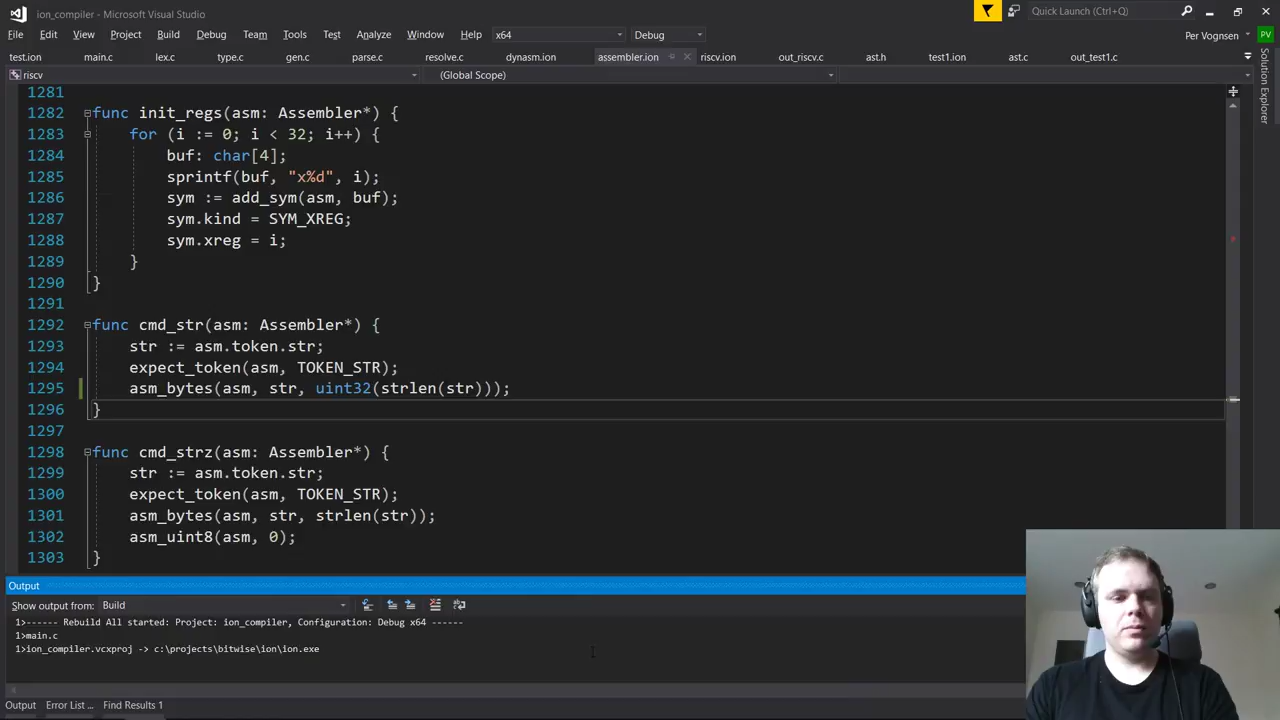 ion_compiler - Microsoft Visual Studio
Quick Launch (Ctrl+Q)
File Edit View Project Build Debug Team Tools Test Analyze Window Help x64 Debug
Per Vognsen PV
test.ion main.c lex.c type.c gen.c parse.c resolve.c dynasm.ion assembler.ion riscv.ion out_riscv.c ast.h test1.ion ast.c out_test1.c
riscv (Global Scope)
Solution Explorer
1281
1282 func init_regs(asm: Assembler*) {
1283 for (i := 0; i < 32; i++) {
1284 buf: char[4];
1285 sprintf(buf, "x%d", i);
1286 sym := add_sym(asm, buf);
1287 sym.kind = SYM_XREG;
1288 sym.xreg = i;
1289 }
1290 }
1291
1292 func cmd_str(asm: Assembler*) {
1293 str := asm.token.str;
1294 expect_token(asm, TOKEN_STR);
1295 asm_bytes(asm, str, uint32(strlen(str)));
1296 }
1297
1298 func cmd_strz(asm: Assembler*) {
1299 str := asm.token.str;
1300 expect_token(asm, TOKEN_STR);
1301 asm_bytes(asm, str, strlen(str));
1302 asm_uint8(asm, 0);
1303 }
Output
Show output from: Build
1>------ Rebuild All started: Project: ion_compiler, Configuration: Debug x64 ------
1>main.c
1>ion_compiler.vcxproj -> c:\projects\bitwise\ion\ion.exe
Output Error List ... Find Results 1